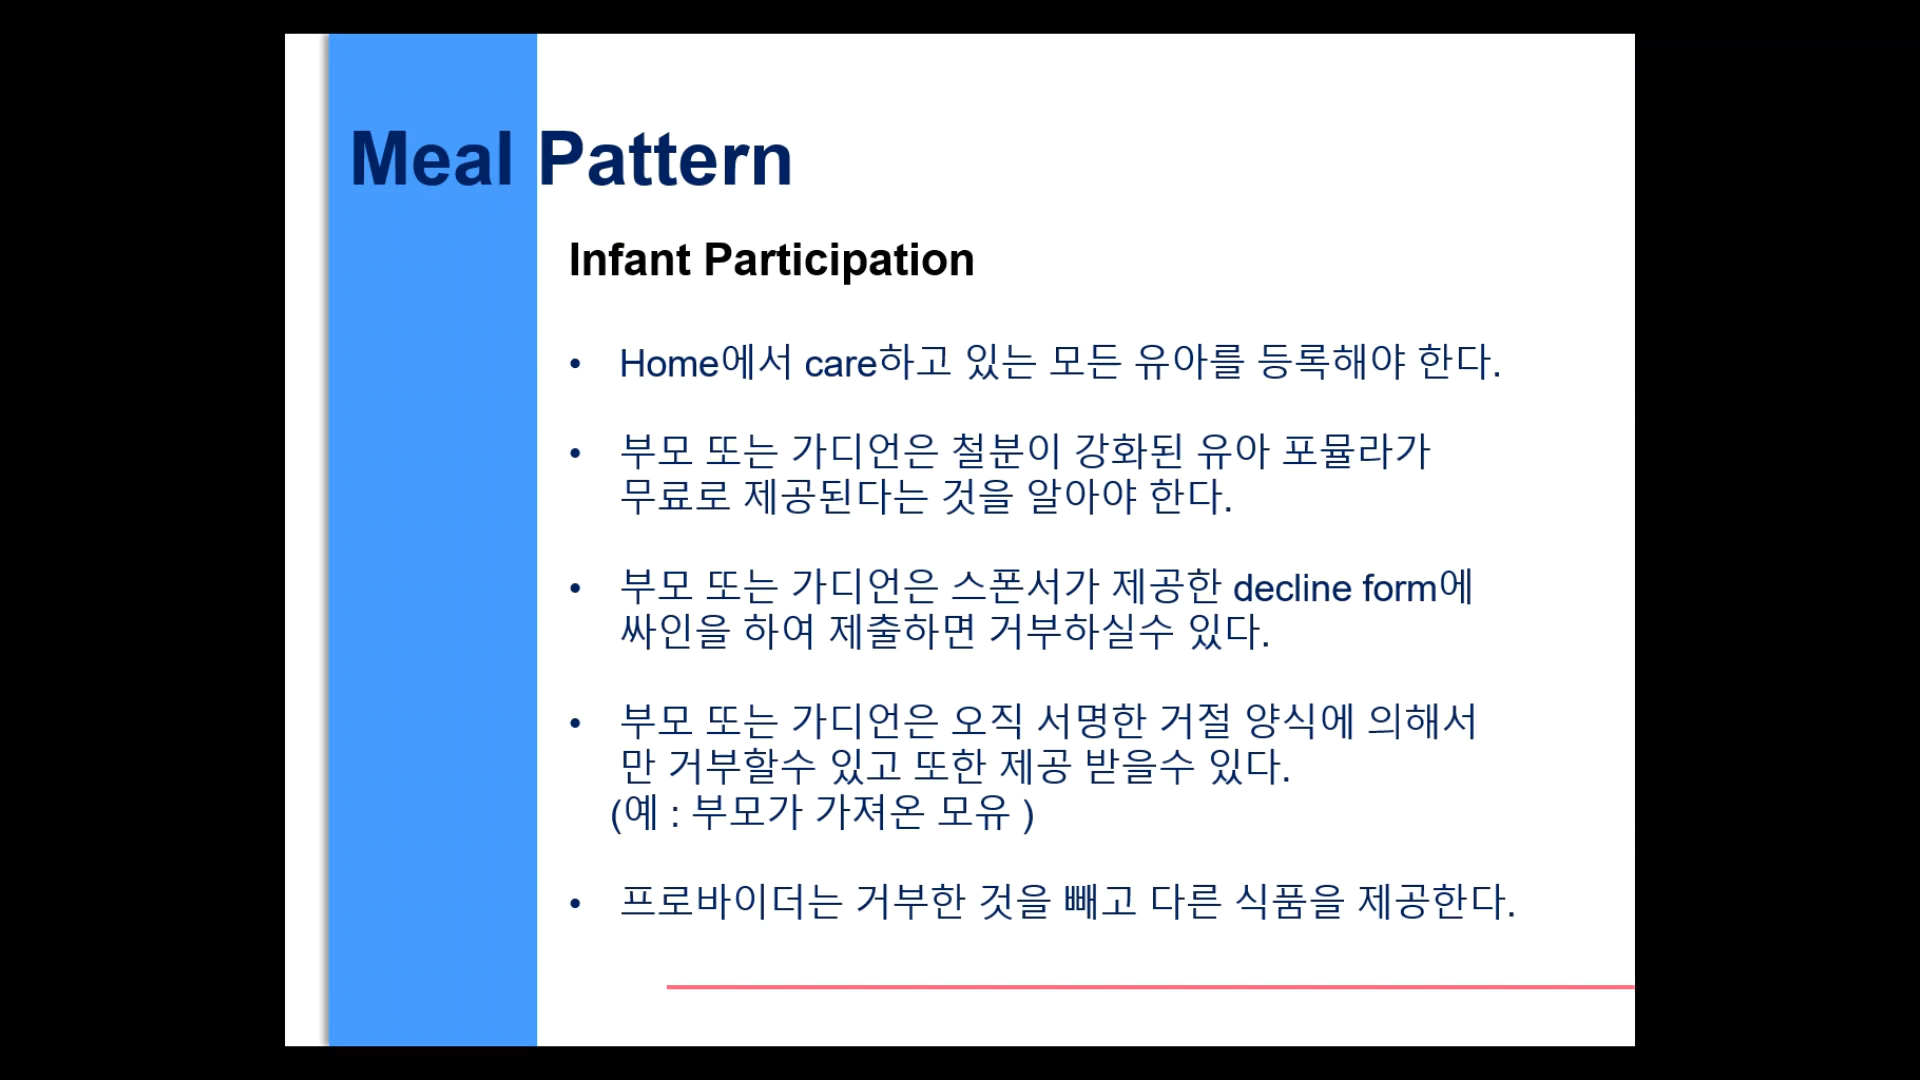 Meal Pattern
Infant Participation
• Home에서 care하고 있는 모든 유아를 등록해야 한다.
• 부모 또는 가디언은 철분이 강화된 유아 포뮬라가
무료로 제공된다는 것을 알아야 한다.
• 부모 또는 가디언은 스폰서가 제공한 decline form에
싸인을 하여 제출하면 거부하실수 있다.
• 부모 또는 가디언은 오직 서명한 거절 양식에 의해서
만 거부할수 있고 또한 제공 받을수 있다.
(예 : 부모가 가져온 모유 )
• 프로바이더는 거부한 것을 빼고 다른 식품을 제공한다.